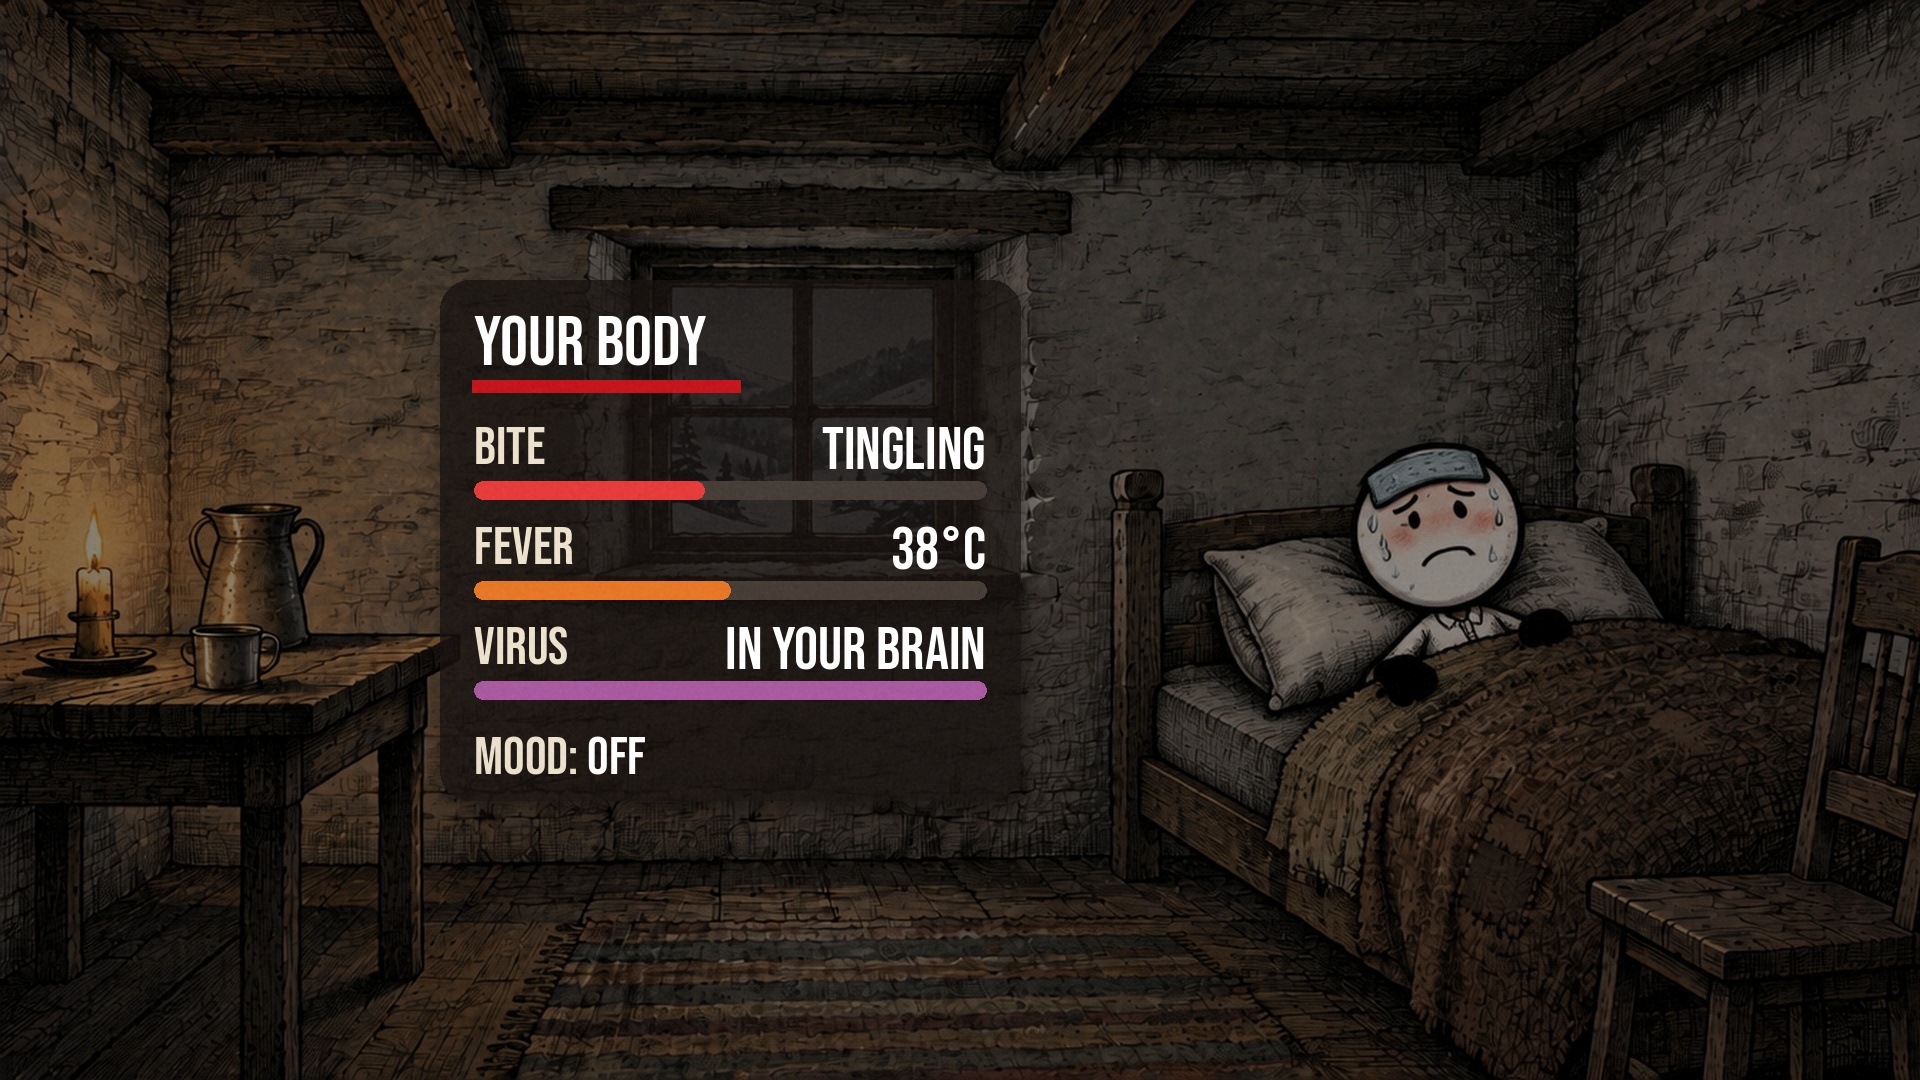 YOUR BODY
BITE TINGLING
FEVER 38°C
VIRUS IN YOUR BRAIN
MOOD: OFF